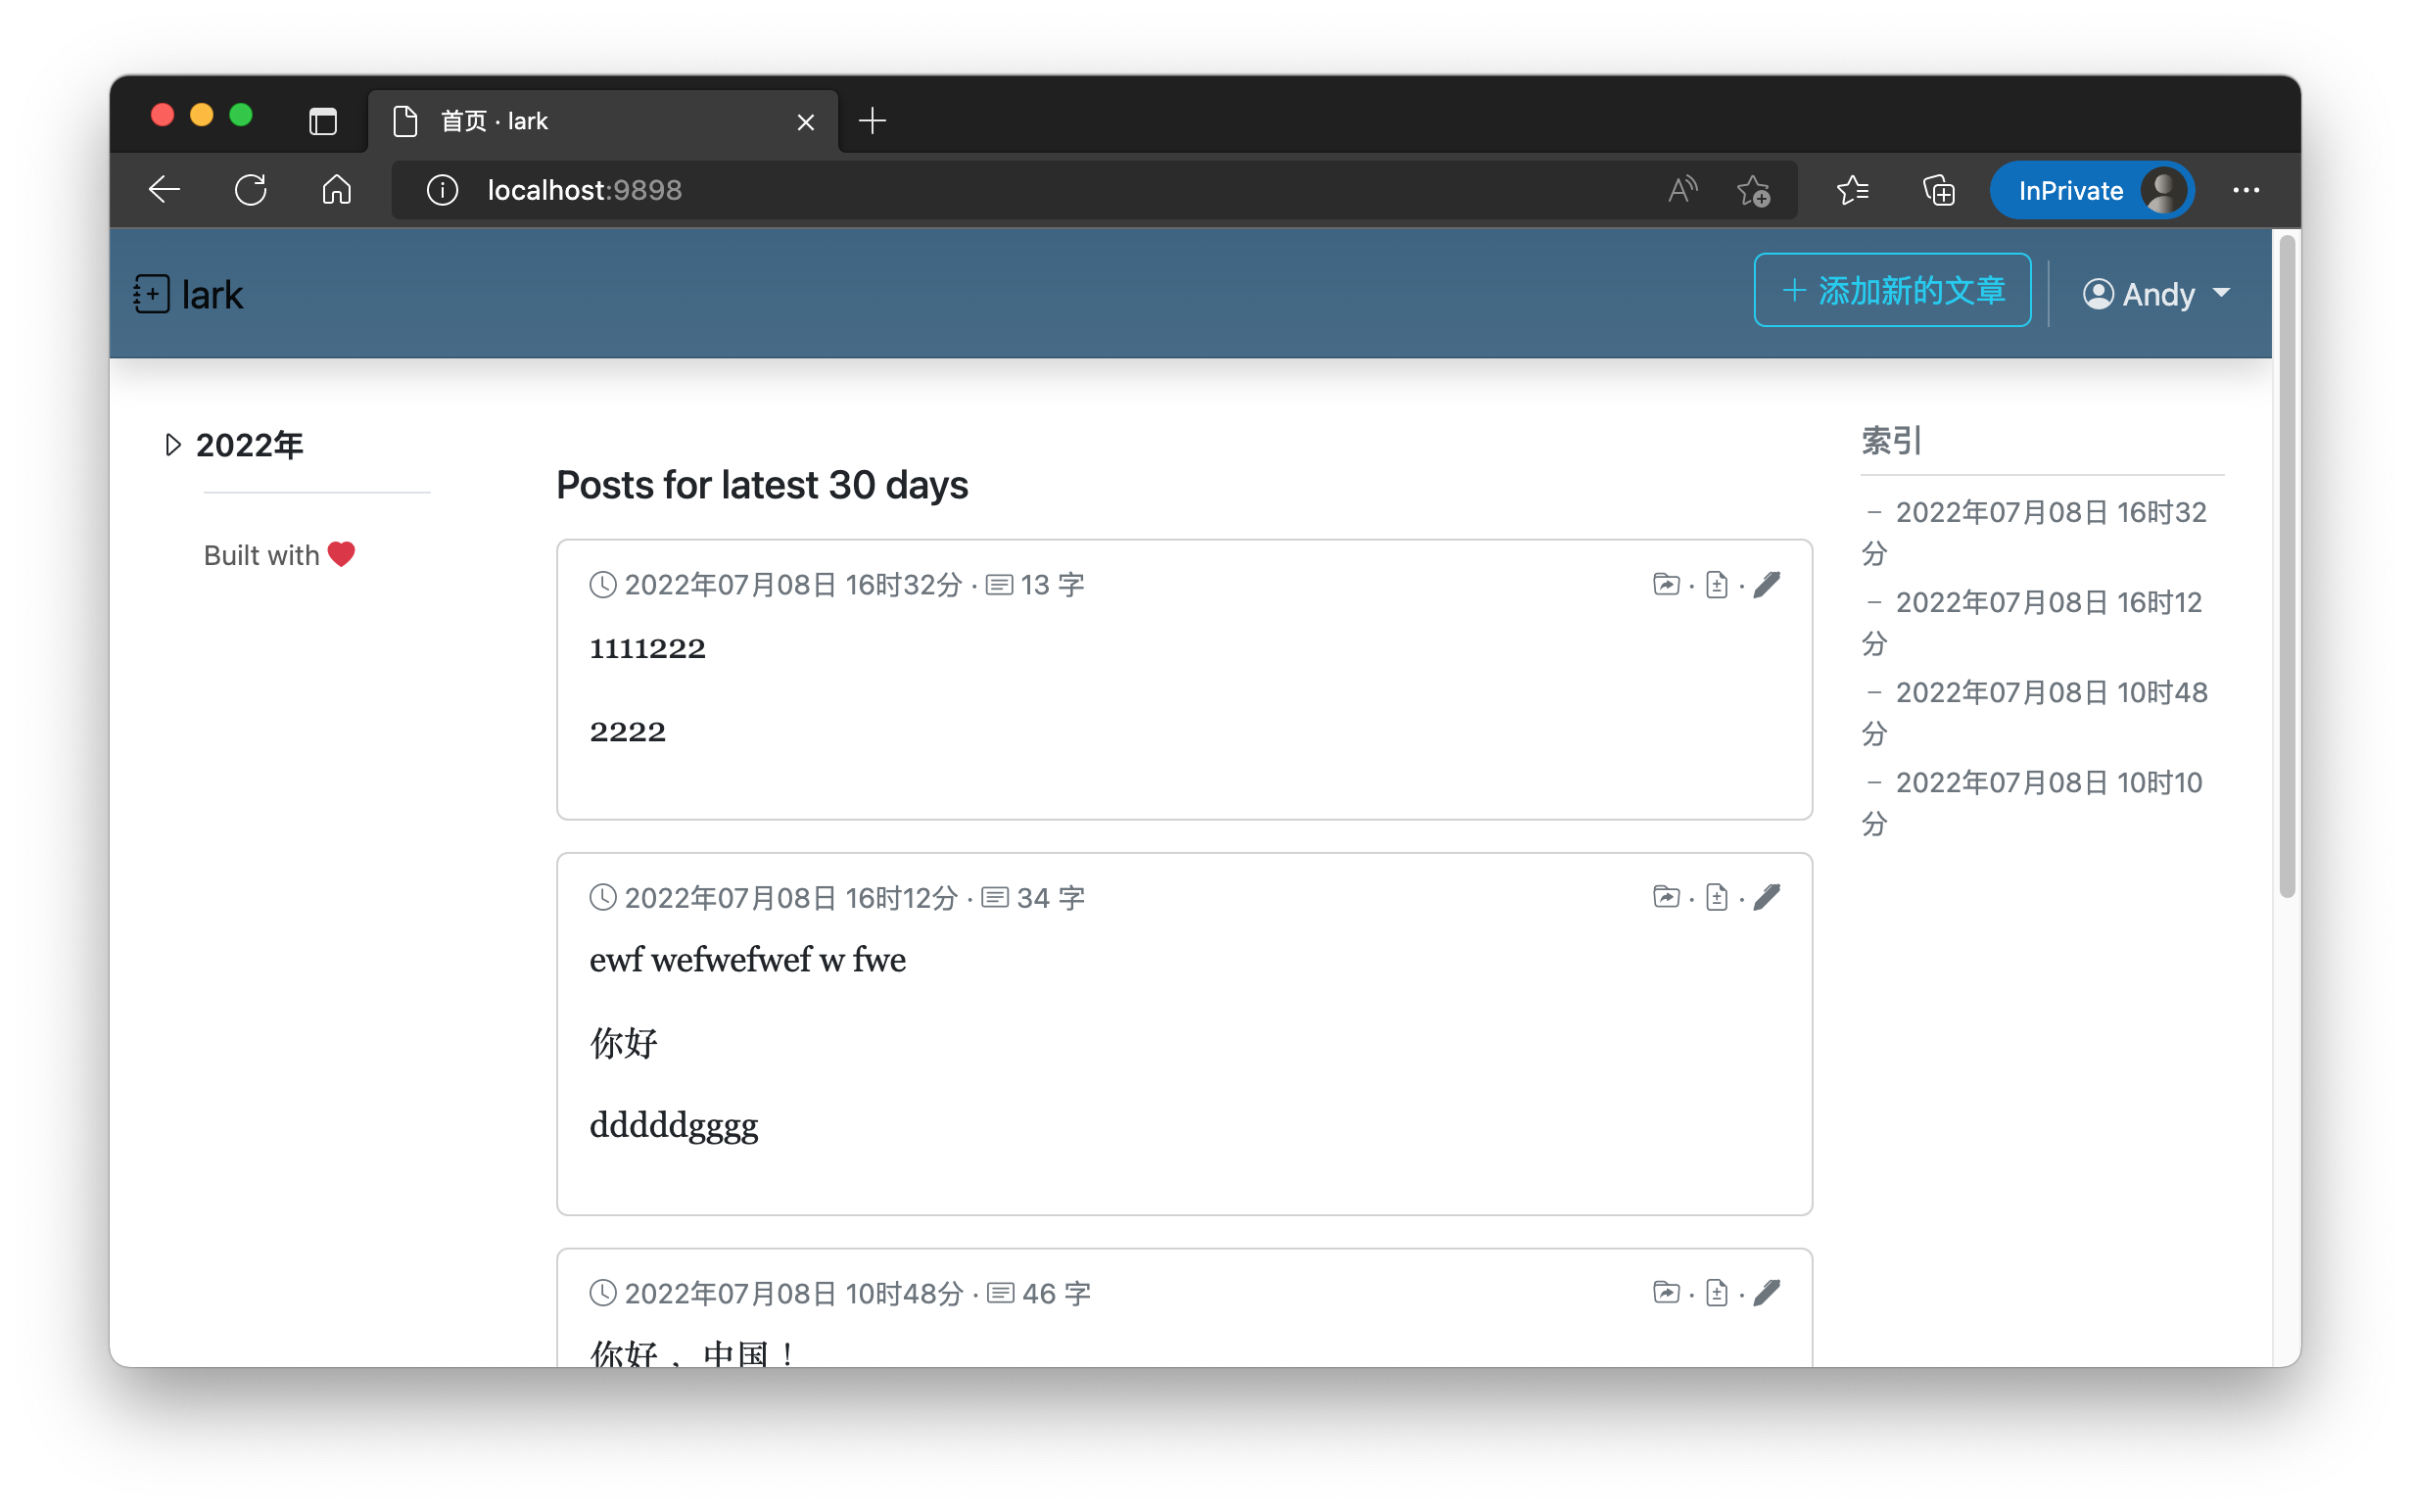 首页 · lark
localhost:9898
InPrivate
lark
添加新的文章
Andy
2022年
Built with
Posts for latest 30 days
2022年07月08日 16时32分 · 13 字
1111222
2222
2022年07月08日 16时12分 · 34 字
ewf wefwefwef w fwe
你好
dddddgggg
2022年07月08日 10时48分 · 46 字
你好，中国！
索引
– 2022年07月08日 16时32
分
– 2022年07月08日 16时12
分
– 2022年07月08日 10时48
分
– 2022年07月08日 10时10
分